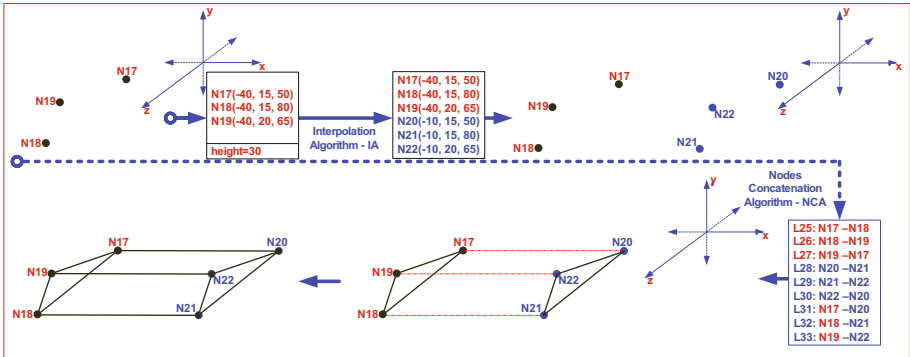 y
x
z
N17
N19
N18
N17(-40, 15, 50)
N18(-40, 15, 80)
N19(-40, 20, 65)
height=30
Interpolation
Algorithm - IA
N17(-40, 15, 50)
N18(-40, 15, 80)
N19(-40, 20, 65)
N20(-10, 15, 50)
N21(-10, 15, 80)
N22(-10, 20, 65)
N17
N19
N18
N20
N22
N21
y
x
z
Nodes
Concatenation
Algorithm - NCA
y
x
z
L25: N17 –N18
L26: N18 –N19
L27: N19 –N17
L28: N20 –N21
L29: N21 –N22
L30: N22 –N20
L31: N17 –N20
L32: N18 –N21
L33: N19 –N22
N17
N20
N19
N22
N18
N21
N17
N20
N19
N22
N18
N21